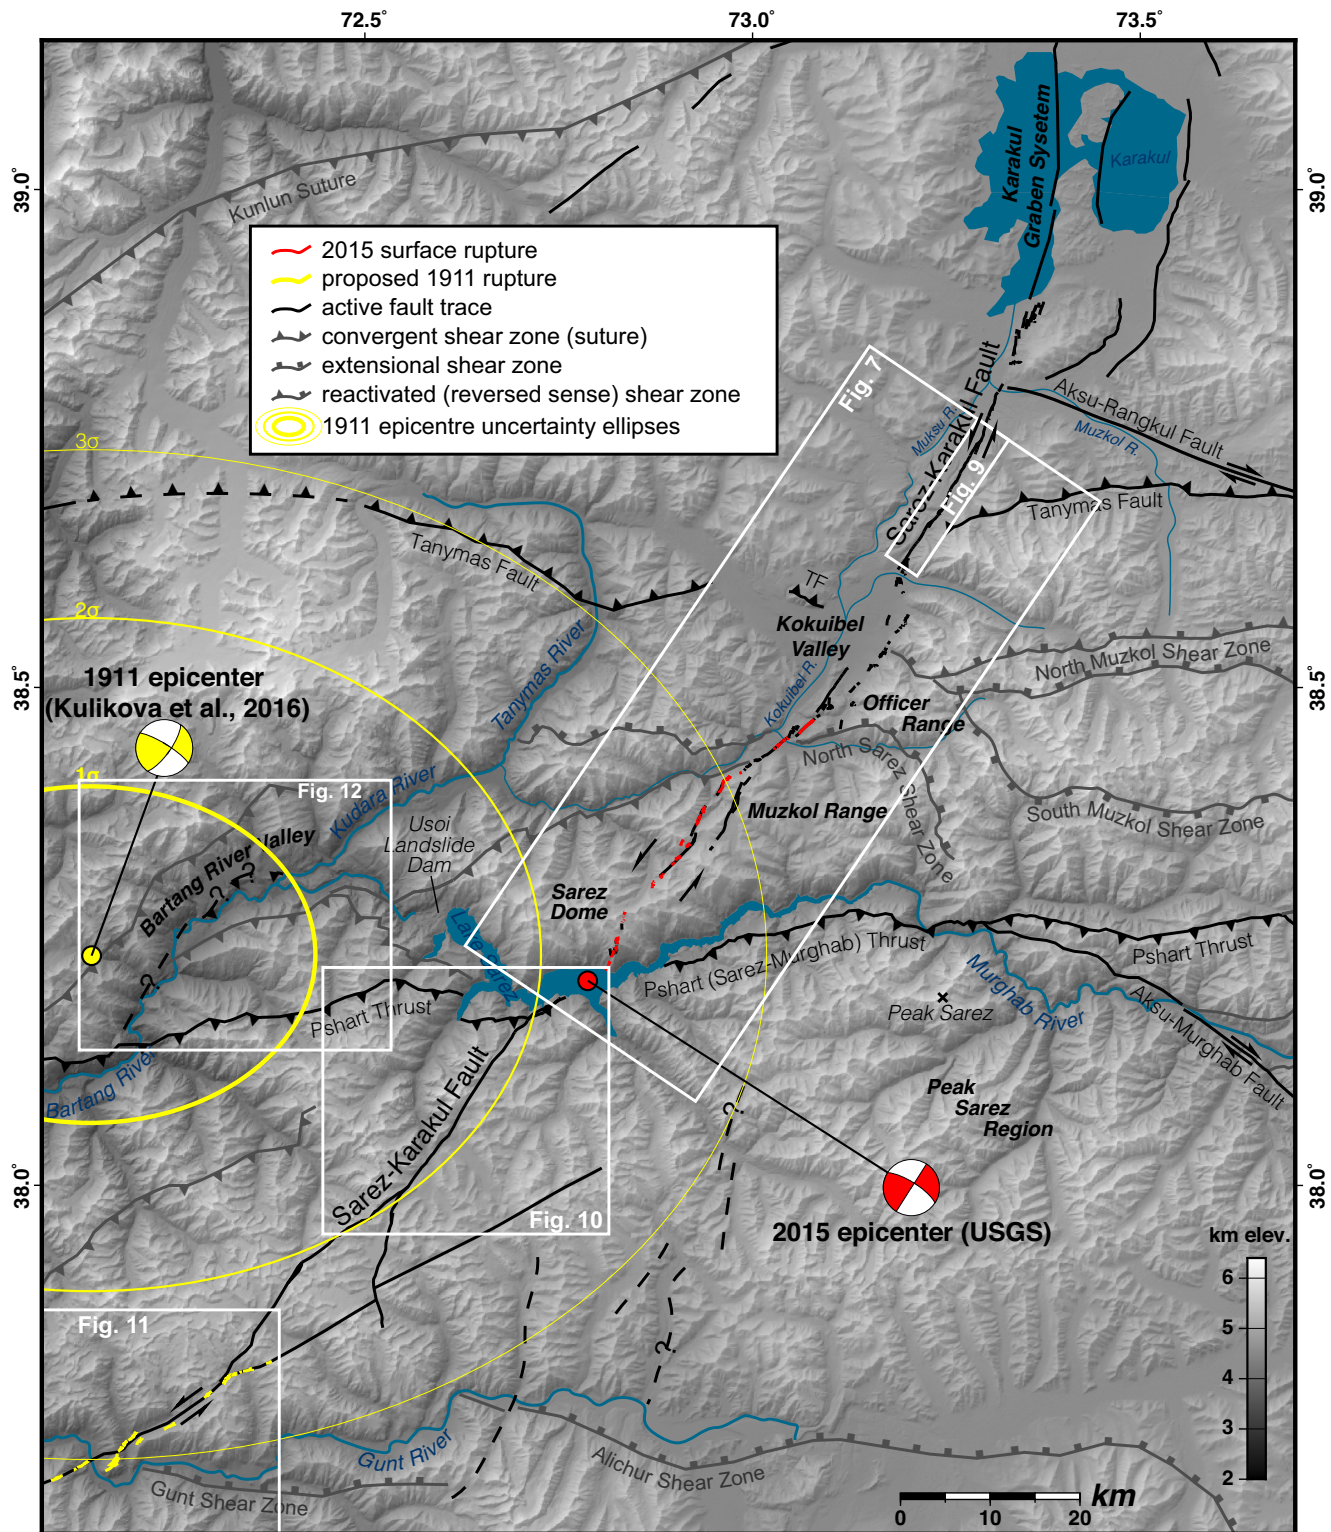 72.5°
73.0°
73.5°
39.0°
39.0°
38.5°
38.5°
38.0°
38.0°
Kunlun Suture
Karakul
Graben Sysetem
Karakul
2015 surface rupture
proposed 1911 rupture
active fault trace
convergent shear zone (suture)
extensional shear zone
reactivated (reversed sense) shear zone
1911 epicentre uncertainty ellipses
3σ
2σ
1σ
Fig. 7
Fig. 9
Sarez-Karakul Fault
Muksu R.
Aksu-Rangkul Fault
Muzkol R.
Tanymas Fault
Tanymas Fault
TF
Kokuibel
Valley
Kokuibel R.
Tanymas River
North Muzkol Shear Zone
Officer
Range
North Sarez
Shear Zone
South Muzkol Shear Zone
Muzkol Range
1911 epicenter
(Kulikova et al., 2016)
Fig. 12
Kudara River
Bartang River Valley
?
?
?
Usoi
Landslide
Dam
Sarez
Dome
Lake Sarez
Pshart (Sarez-Murghab) Thrust
Pshart Thrust
Pshart Thrust
Murghab River
Peak Sarez
Aksu-Murghab Fault
Bartang River
Peak
Sarez
Region
?
Sarez-Karakul Fault
Fig. 10
2015 epicenter (USGS)
km elev.
6
5
4
3
2
Fig. 11
?
Gunt River
Gunt Shear Zone
Alichur Shear Zone
km
0 10 20